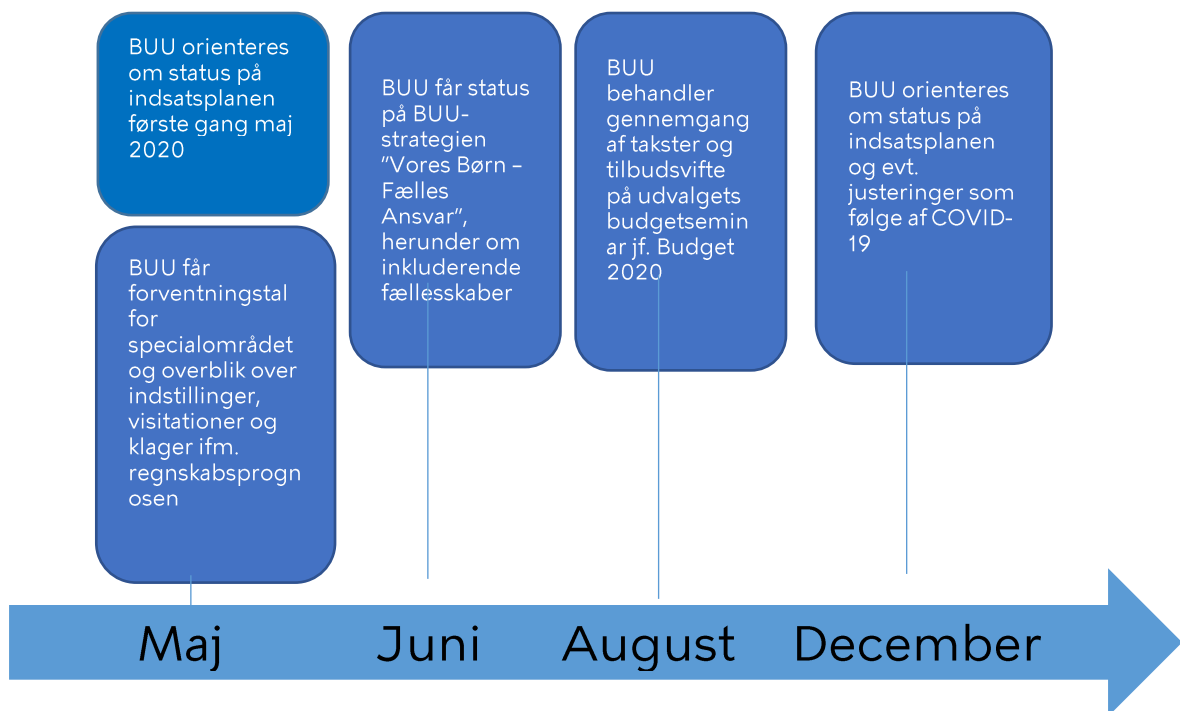 BUU orienteres
om status på
indsatsplanen
første gang maj
2020
BUU får
forventningstal
for
specialområdet
og overblik over
indstillinger,
visitationer og
klager ifm.
regnskabsprogn
osen
BUU får status
på BUU-
strategien
”Vores Børn –
Fælles
Ansvar”,
herunder om
inkluderende
fællesskaber
BUU
behandler
gennemgang
af takster og
tilbudsvifte
på udvalgets
budgetsemin
ar jf. Budget
2020
BUU orienteres
om status på
indsatsplanen
og evt.
justeringer som
følge af COVID-
19
Maj
Juni
August
December